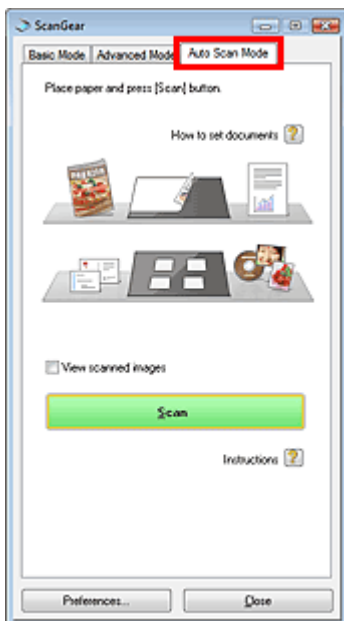 ScanGear
Basic Mode Advanced Mode Auto Scan Mode
Place paper and press [Scan] button.
How to set documents
MAGAZINE
View scanned images
Scan
Instructions
Preferences... Close